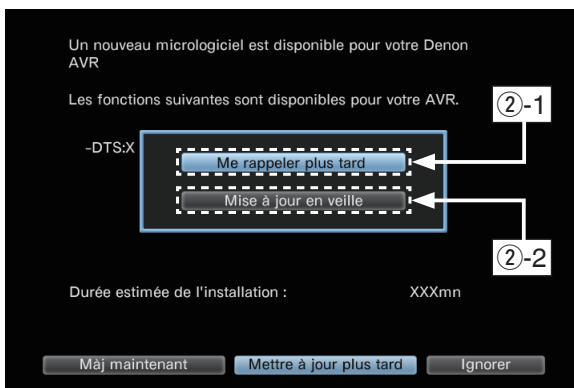 Un nouveau micrologiciel est disponible pour votre Denon
AVR
Les fonctions suivantes sont disponibles pour votre AVR.
②-1
-DTS:X
Me rappeler plus tard
Mise à jour en veille
②-2
Durée estimée de l'installation : XXXmn
Màj maintenant Mettre à jour plus tard Ignorer